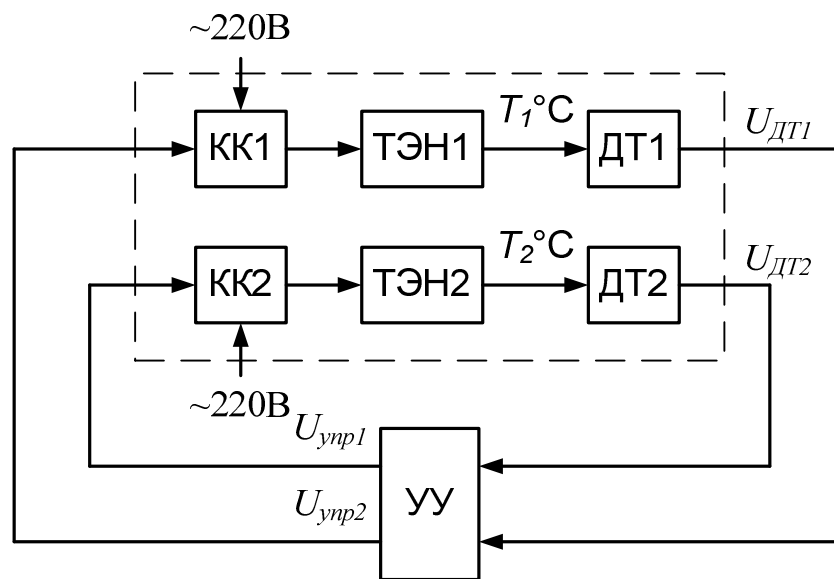 ~220В
T1°C
UДТ1
КК1
ТЭН1
ДТ1
T2°C
UДТ2
КК2
ТЭН2
ДТ2
~220В
Uупр1
Uупр2
УУ